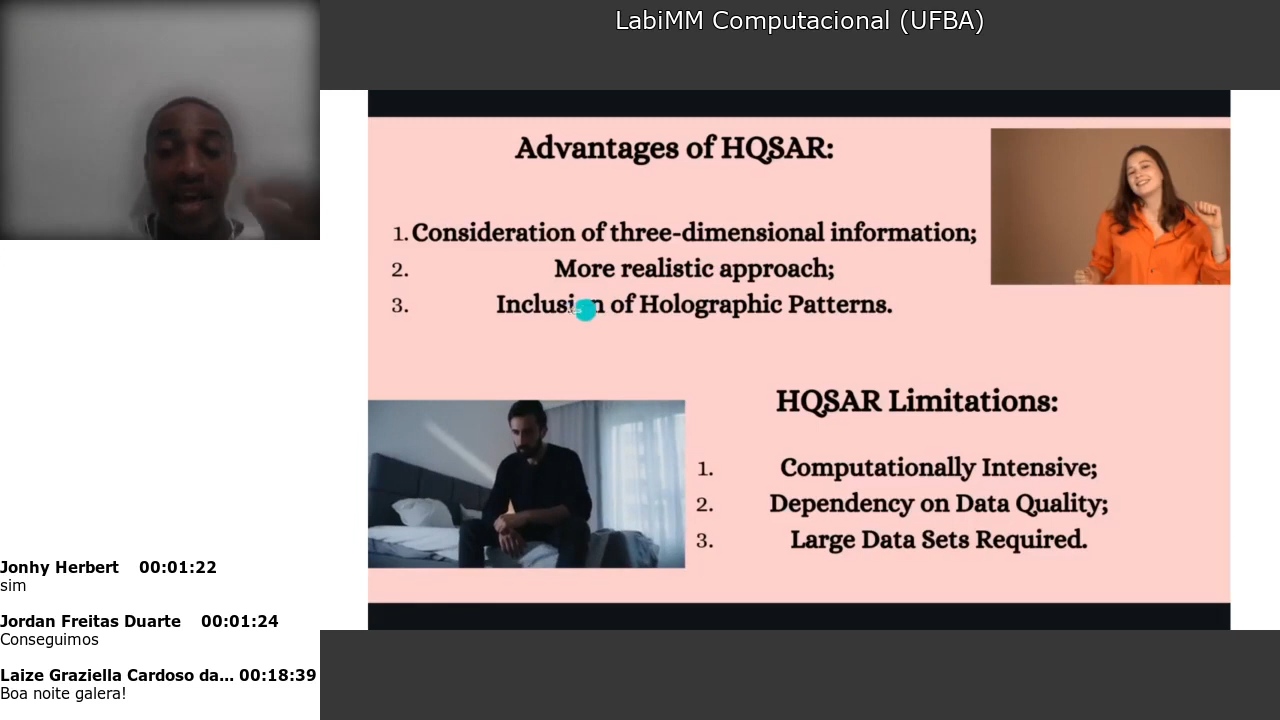 LabiMM Computacional (UFBA)
Advantages of HQSAR:
1. Consideration of three-dimensional information;
2. More realistic approach;
3. Inclusion of Holographic Patterns.
HQSAR Limitations:
1. Computationally Intensive;
2. Dependency on Data Quality;
3. Large Data Sets Required.
Jonhy Herbert 00:01:22
sim
Jordan Freitas Duarte 00:01:24
Conseguimos
Laize Graziella Cardoso da... 00:18:39
Boa noite galera!